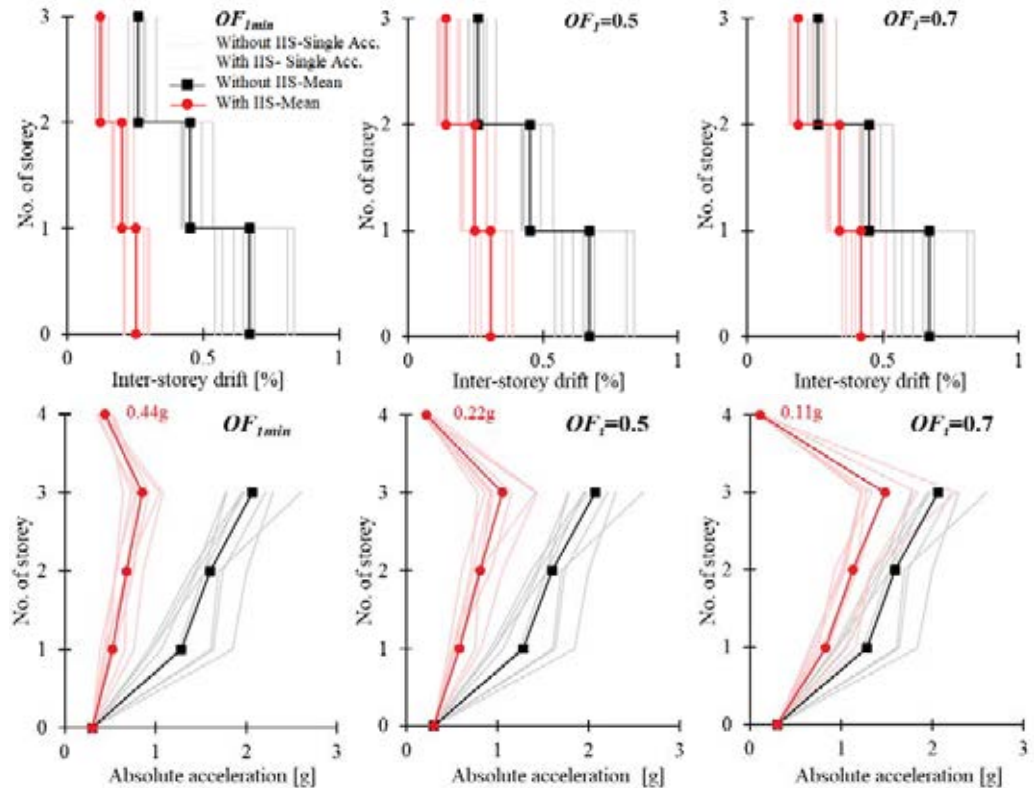 OF1min
Without IIS-Single Acc.
With IIS- Single Acc.
Without IIS-Mean
With IIS-Mean
No. of storey
3
2
1
0
0
0.5
1
Inter-storey drift [%]
OF1=0.5
No. of storey
3
2
1
0
0
0.5
1
Inter-storey drift [%]
OF1=0.7
No. of storey
3
2
1
0
0
0.5
1
Inter-storey drift [%]
0.44g
OF1min
No. of storey
4
3
2
1
0
0
1
2
3
Absolute acceleration [g]
0.22g
OF1=0.5
No. of storey
4
3
2
1
0
0
1
2
3
Absolute acceleration [g]
0.11g
OF1=0.7
No. of storey
4
3
2
1
0
0
1
2
3
Absolute acceleration [g]